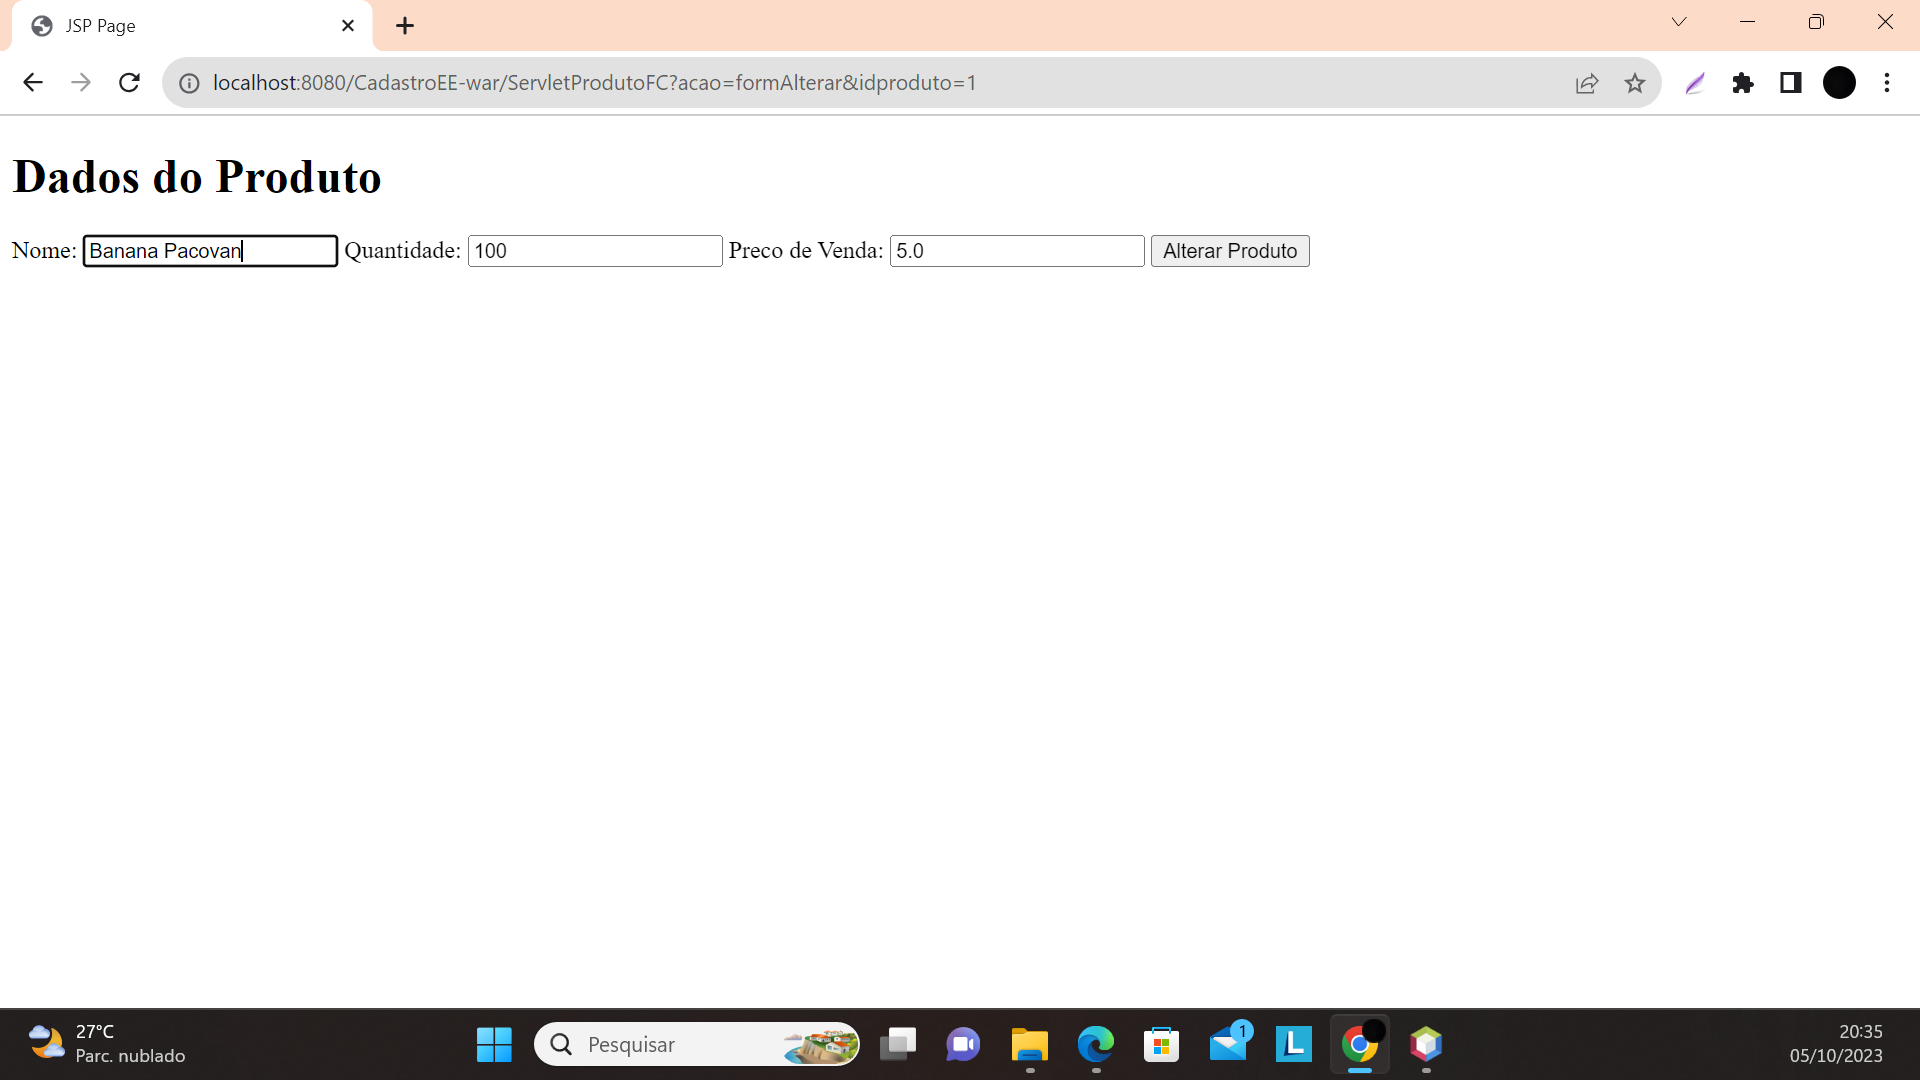 JSP Page
localhost:8080/CadastroEE-war/ServletProdutoFC?acao=formAlterar&idproduto=1
Dados do Produto
Nome: Banana Pacovan Quantidade: 100 Preco de Venda: 5.0 Alterar Produto
27°C
Parc. nublado
Pesquisar
1
L
20:35
05/10/2023